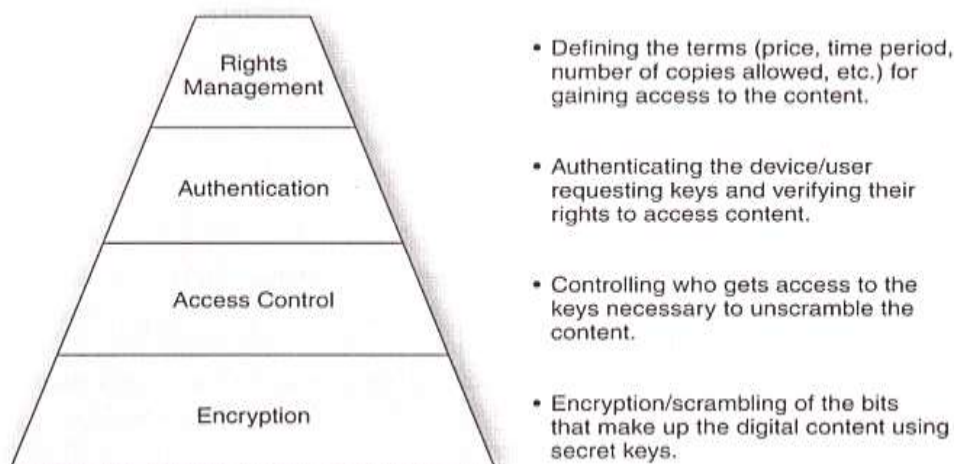 Rights
Management
• Defining the terms (price, time period,
number of copies allowed, etc.) for
gaining access to the content.
Authentication
• Authenticating the device/user
requesting keys and verifying their
rights to access content.
Access Control
• Controlling who gets access to the
keys necessary to unscramble the
content.
Encryption
• Encryption/scrambling of the bits
that make up the digital content using
secret keys.